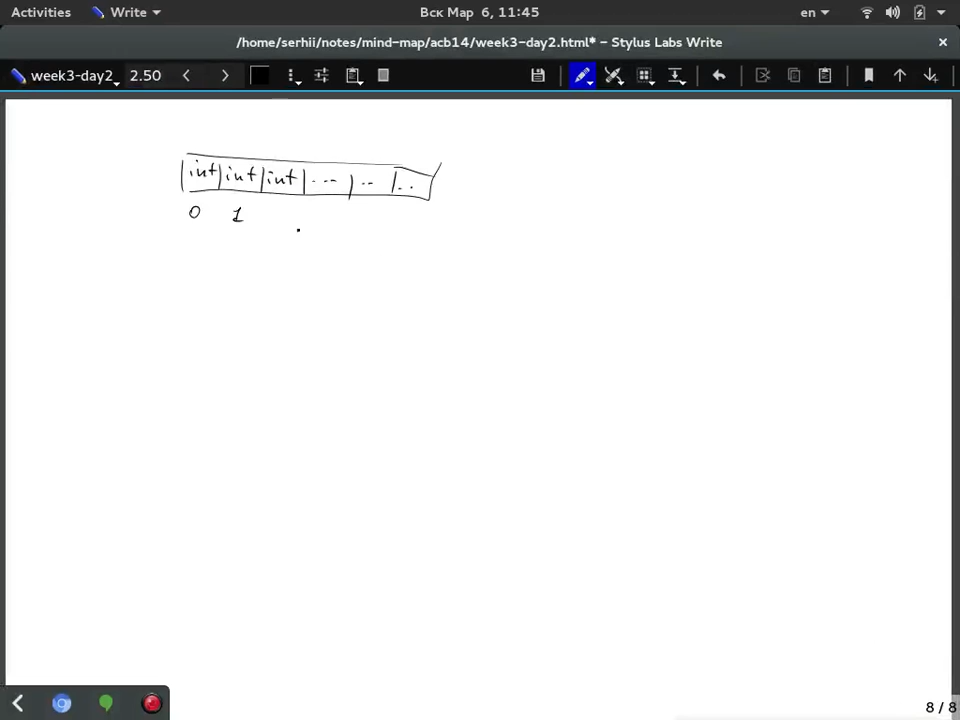 Activities Write Вск Мар 6, 11:45 en
/home/serhii/notes/mind-map/acb14/week3-day2.html* – Stylus Labs Write ×
week3-day2 2.50
int int int ... .. ..
0 1
8 / 8